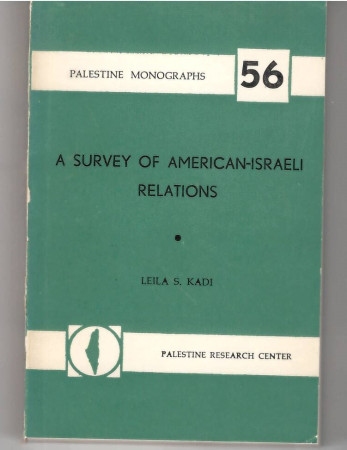 PALESTINE MONOGRAPHS 56
A SURVEY OF AMERICAN-ISRAELI
RELATIONS
LEILA S. KADI
PALESTINE RESEARCH CENTER